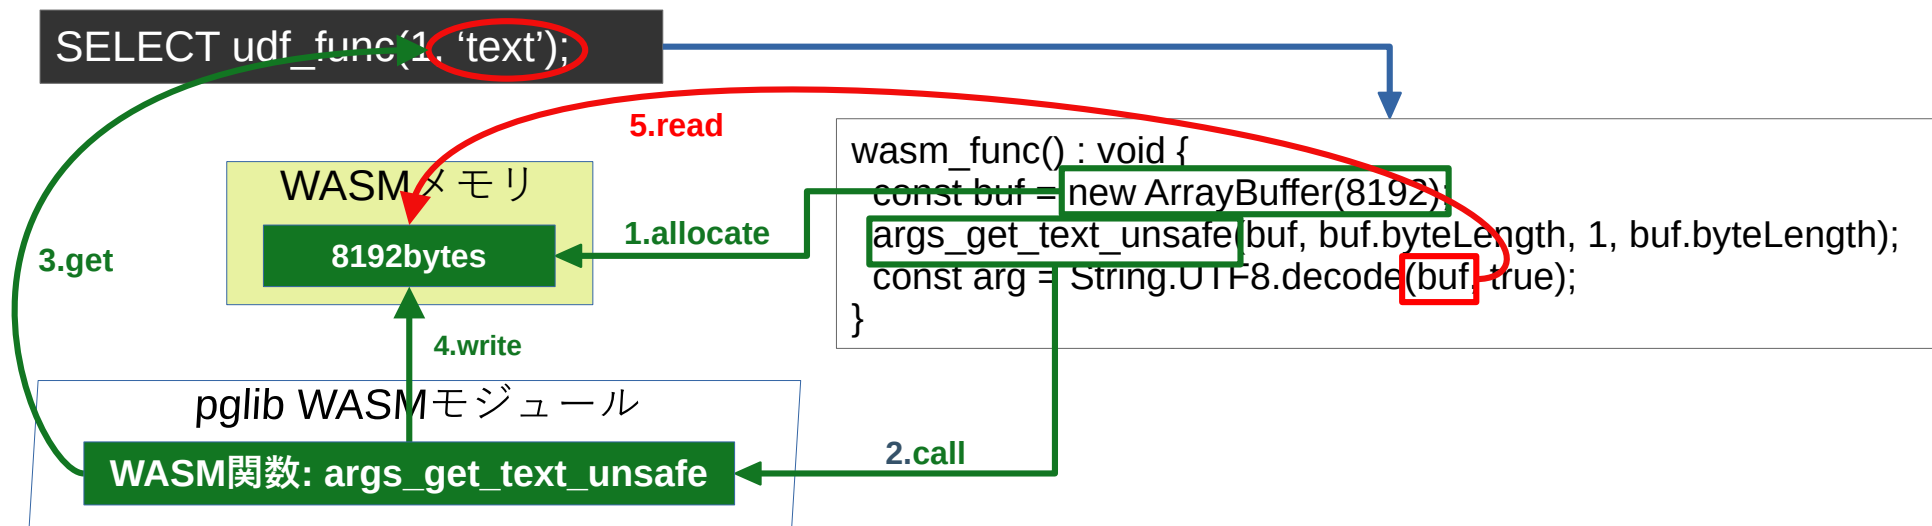 SELECT udf_func(1, ‘text’);
5.read
wasm_func() : void {
const buf = new ArrayBuffer(8192);
args_get_text_unsafe(buf, buf.byteLength, 1, buf.byteLength);
const arg = String.UTF8.decode(buf, true);
}
WASMメモリ
8192bytes
1.allocate
3.get
4.write
pglib WASMモジュール
WASM関数: args_get_text_unsafe
2.call